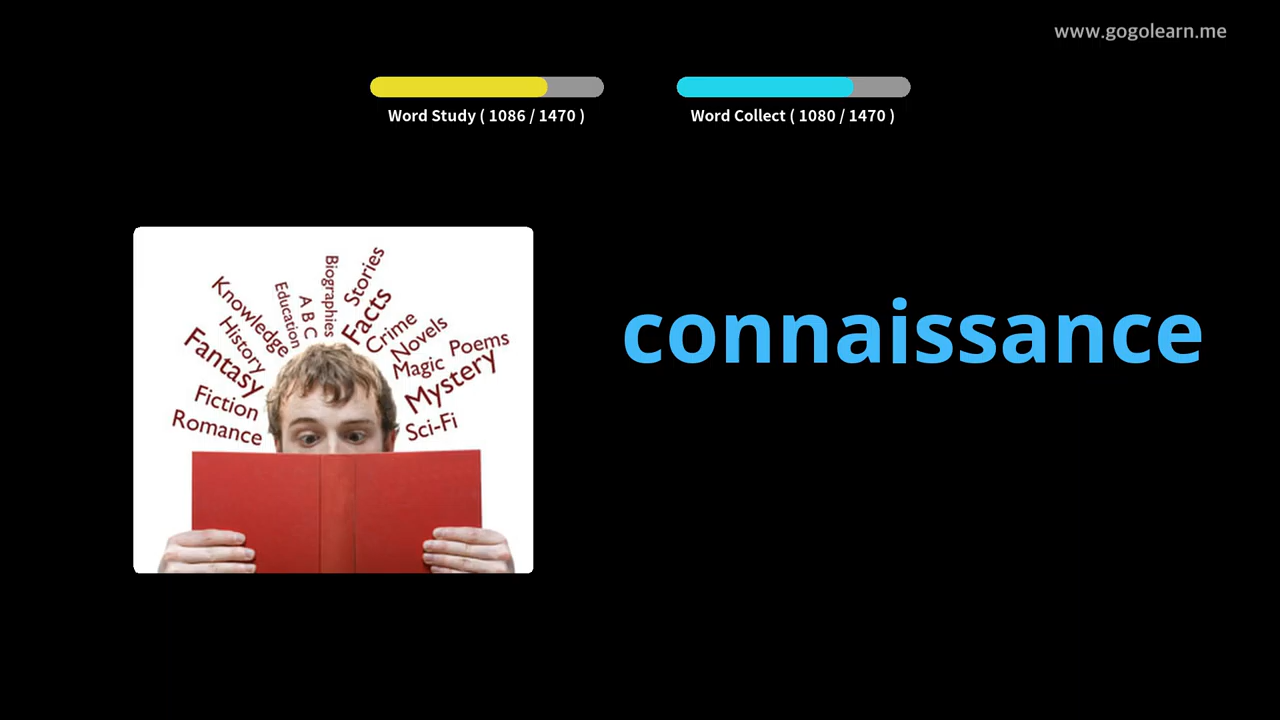 www.gogolearn.me
Word Study ( 1086 / 1470 )
Word Collect ( 1080 / 1470 )
connaissance
Biographies
Stories
Education
A B C
Facts
Knowledge
Crime
History
Novels
Fantasy
Magic
Poems
Mystery
Fiction
Sci-Fi
Romance